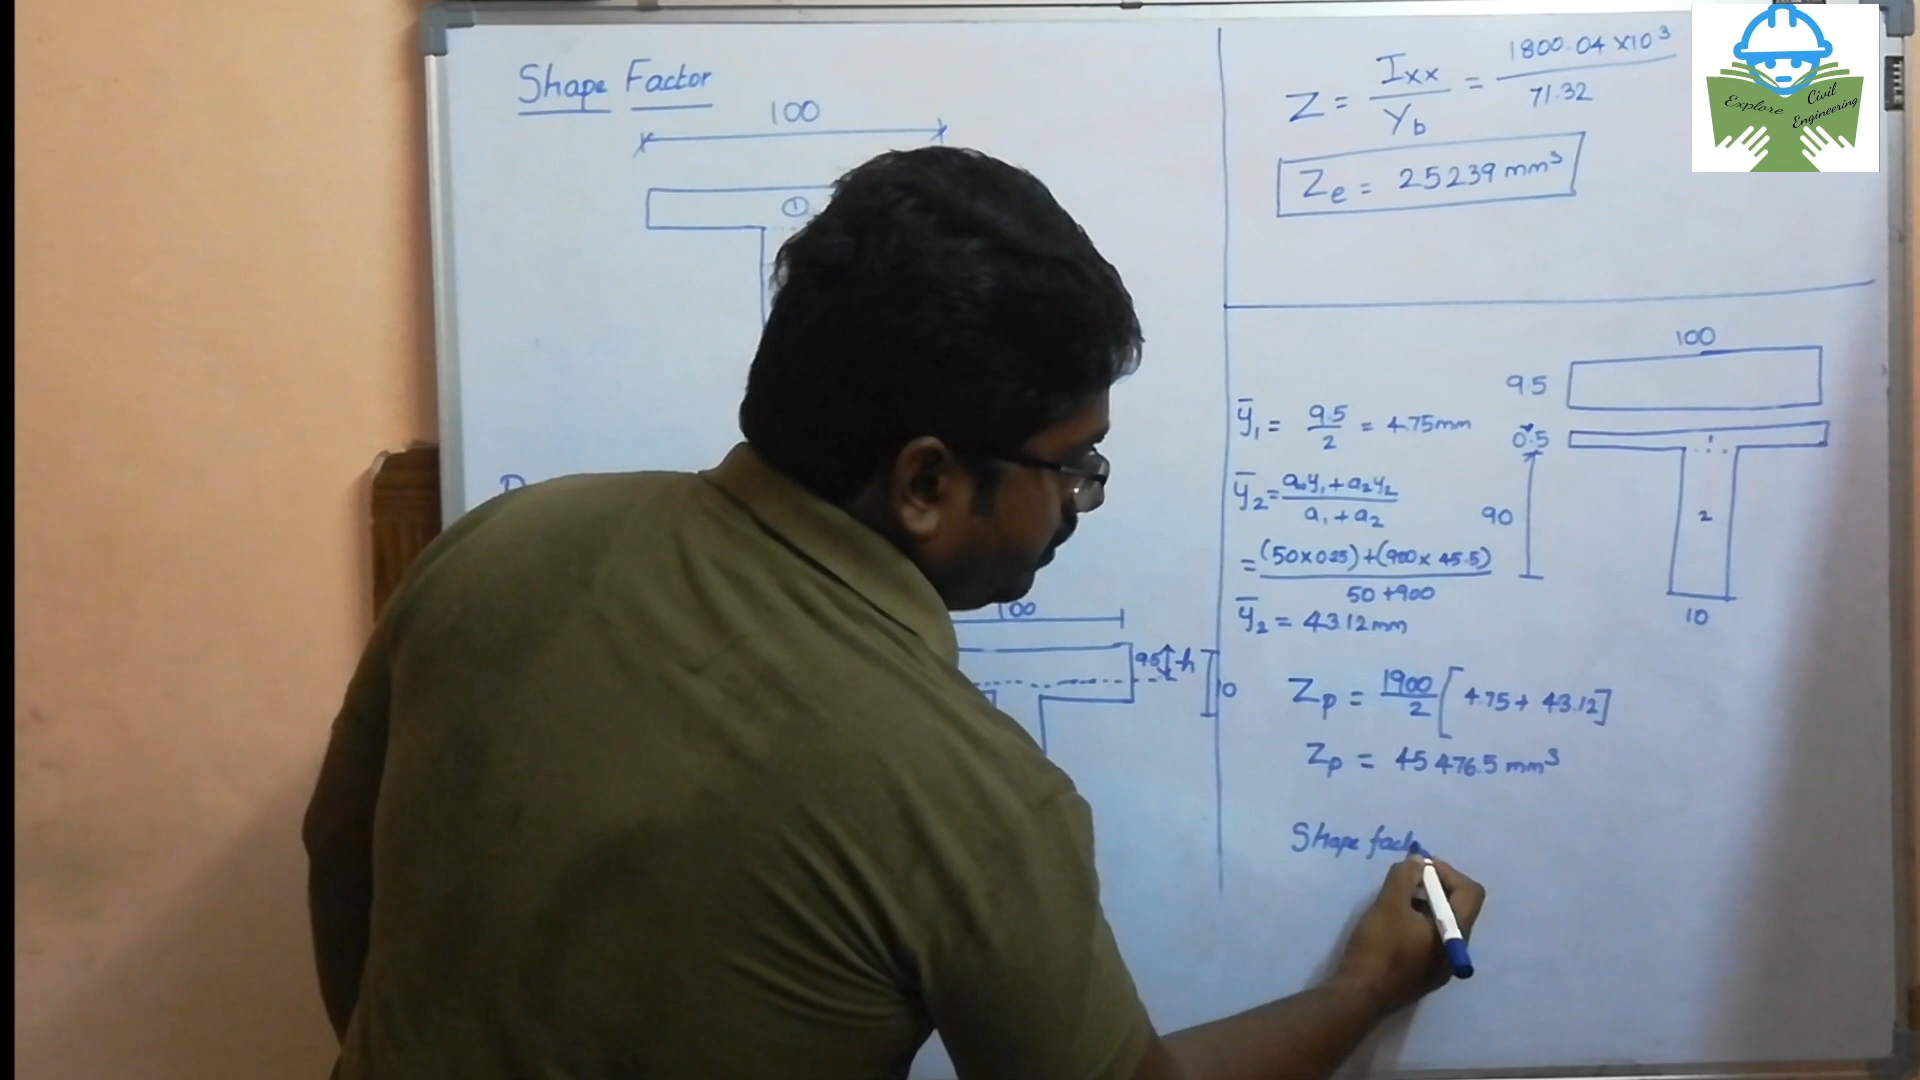 Shape Factor
100
1
100
9.5
h
10
Z = Ixx / Yb = 1800.04 x 10³ / 71.32
Ze = 25239 mm³
100
9.5
0.5
1
90
2
10
ȳ1 = 9.5 / 2 = 4.75mm
ȳ2 = a1y1 + a2y2 / a1 + a2
= (50 x 0.25) + (900 x 45.5) / 50 + 900
ȳ2 = 43.12mm
Zp = 1900 / 2 [4.75 + 43.12]
Zp = 45476.5 mm³
Shape fact
Explore Civil Engineering